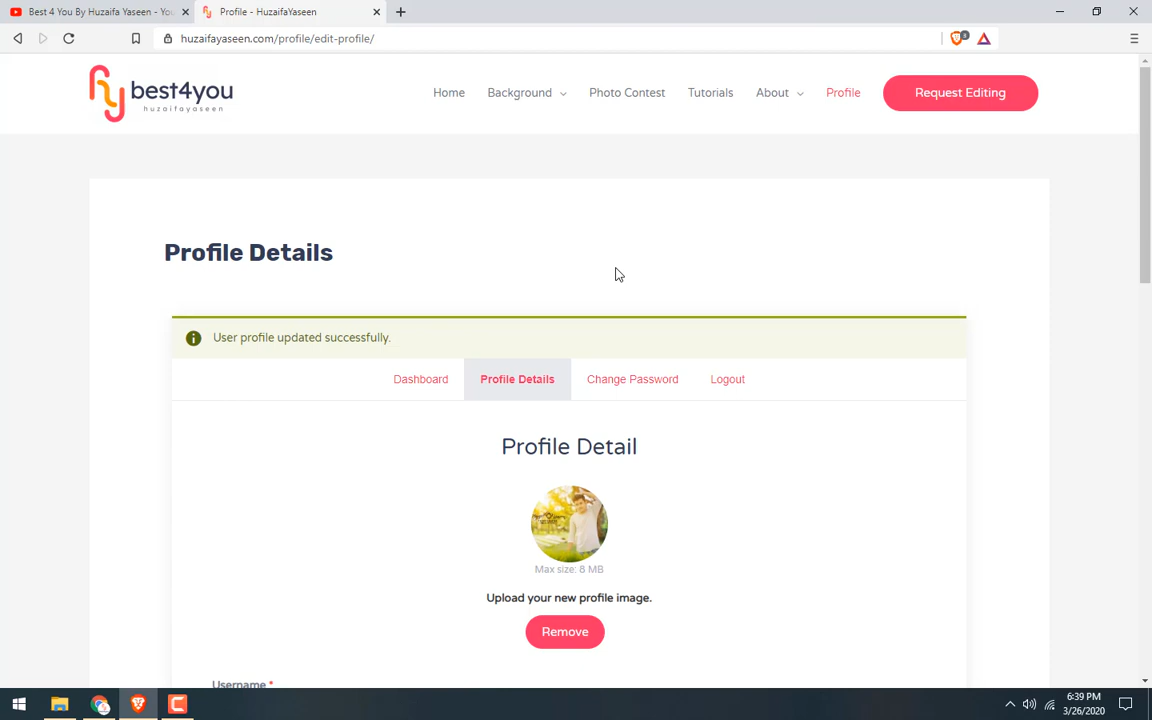 Best 4 You By Huzaifa Yaseen - You
Profile - HuzaifaYaseen
huzaifayaseen.com/profile/edit-profile/
3
best4you
huzaifayaseen
Home
Background
Photo Contest
Tutorials
About
Profile
Request Editing
Profile Details
User profile updated successfully.
Dashboard
Profile Details
Change Password
Logout
Profile Detail
Max size: 8 MB
Upload your new profile image.
Remove
Username *
6:39 PM
3/26/2020